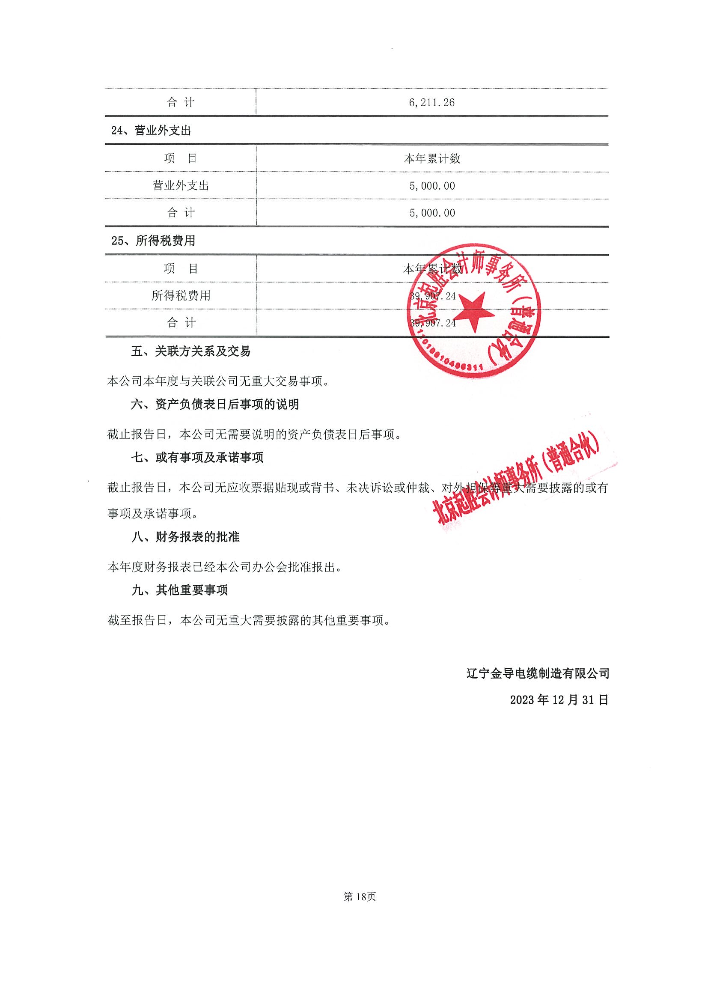 合 计 6,211.26
24、营业外支出
项 目 本年累计数
营业外支出 5,000.00
合 计 5,000.00
25、所得税费用
项 目 本年累计数
所得税费用 39,907.24
合 计 39,907.24
北京起胜会计师事务所（普通合伙）
五、关联方关系及交易
本公司本年度与关联公司无重大交易事项。
六、资产负债表日后事项的说明
截止报告日，本公司无需要说明的资产负债表日后事项。
七、或有事项及承诺事项
北京起胜会计师事务所（普通合伙）
截止报告日，本公司无应收票据贴现或背书、未决诉讼或仲裁、对外担保等重大需要披露的或有
事项及承诺事项。
八、财务报表的批准
本年度财务报表已经本公司办公会批准报出。
九、其他重要事项
截至报告日，本公司无重大需要披露的其他重要事项。
辽宁金导电缆制造有限公司
2023 年 12 月 31 日
第 18页